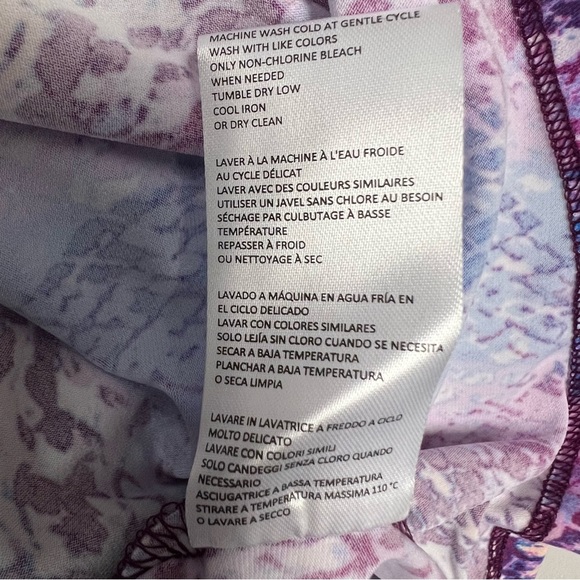 MACHINE WASH COLD AT GENTLE CYCLE
WASH WITH LIKE COLORS
ONLY NON-CHLORINE BLEACH
WHEN NEEDED
TUMBLE DRY LOW
COOL IRON
OR DRY CLEAN
LAVER À LA MACHINE À L'EAU FROIDE
AU CYCLE DÉLICAT
LAVER AVEC DES COULEURS SIMILAIRES
UTILISER UN JAVEL SANS CHLORE AU BESOIN
SÉCHAGE PAR CULBUTAGE À BASSE
TEMPÉRATURE
REPASSER À FROID
OU NETTOYAGE À SEC
LAVADO A MÁQUINA EN AGUA FRÍA EN
EL CICLO DELICADO
LAVAR CON COLORES SIMILARES
SOLO LEJÍA SIN CLORO CUANDO SE NECESITA
SECAR A BAJA TEMPERATURA
PLANCHAR A BAJA TEMPERATURA
O SECA LIMPIA
LAVARE IN LAVATRICE A FREDDO A CICLO
MOLTO DELICATO
LAVARE CON COLORI SIMILI
SOLO CANDEGGI SENZA CLORO QUANDO
NECESSARIO
ASCIUGATRICE A BASSA TEMPERATURA
STIRARE A TEMPERATURA MASSIMA 110 °C
O LAVARE A SECCO